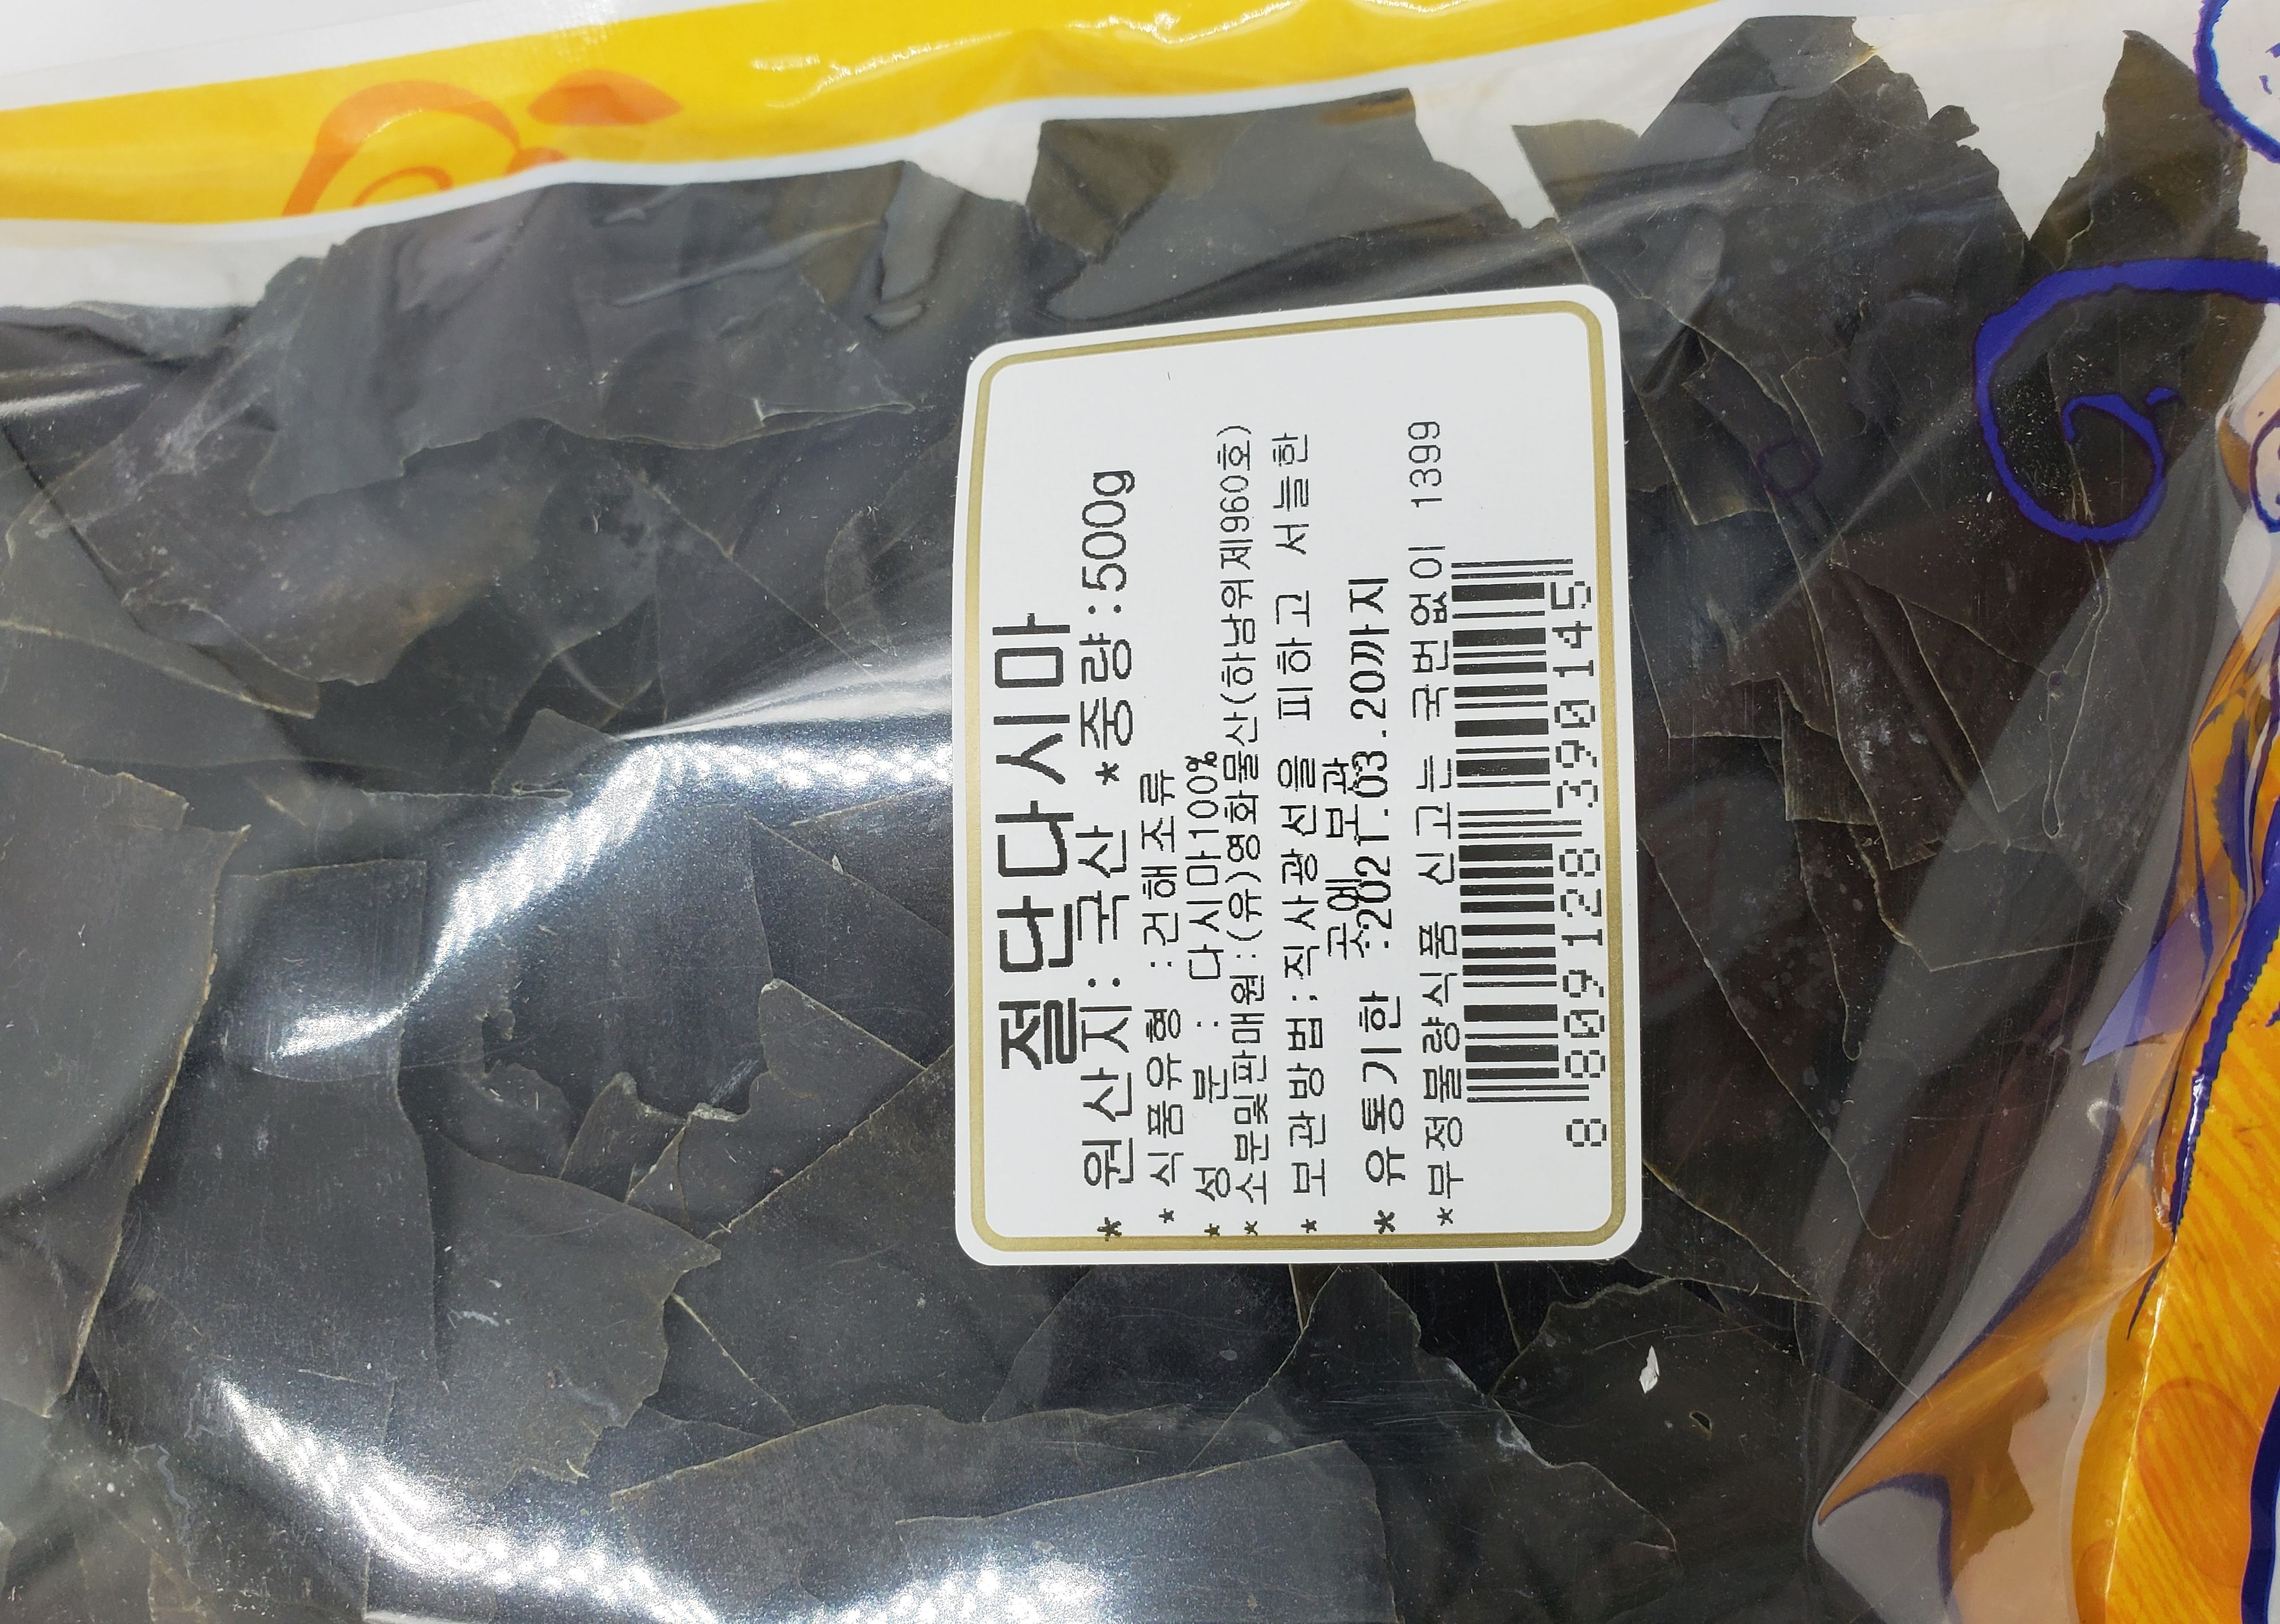 절단다시마
* 원산지: 국산 *중량:500g
* 식품유형 :건해조류
* 성 분 : 다시마100%
* 소분및판매원:(유)영화물산(하남위제960호)
* 보관방법:직사광선을 피하고 서늘한
곳에 보관
* 유통기한 :2021.03.20까지
* 부정불량식품 신고는 국번없이 1399
8 809128 390145